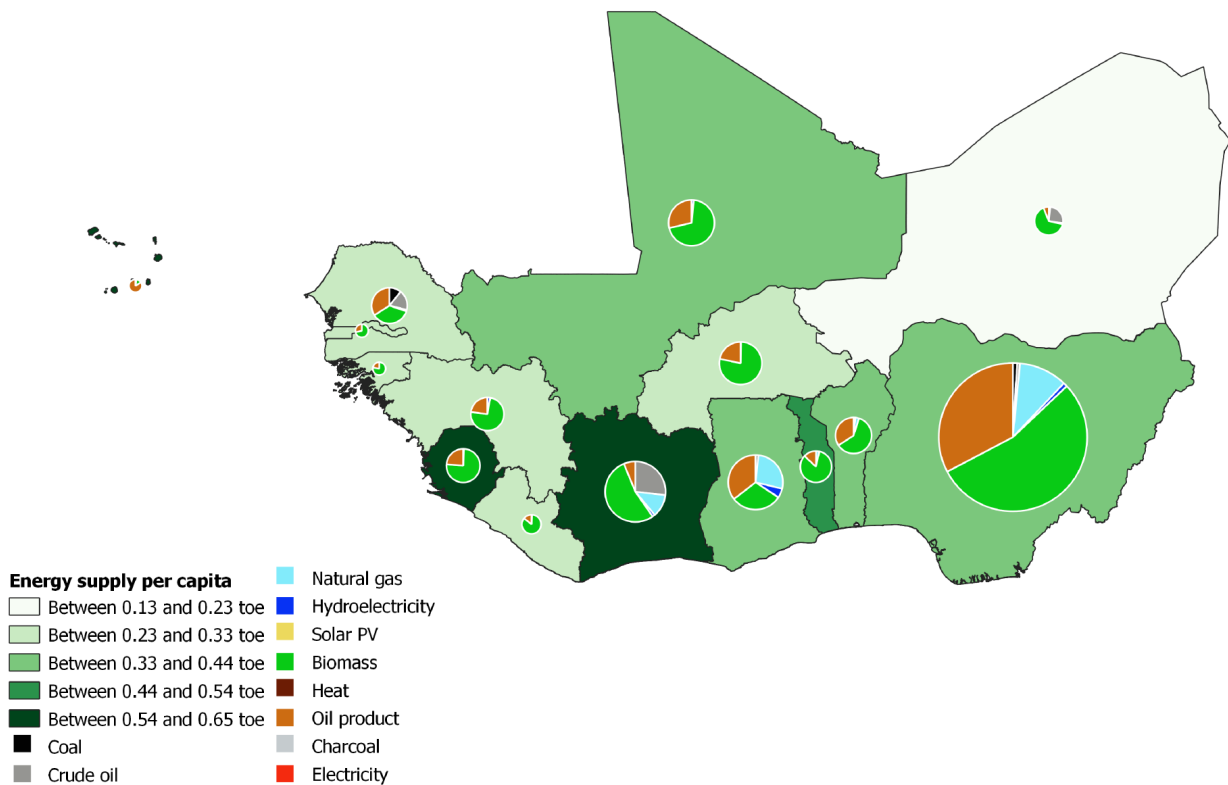 Energy supply per capita
Between 0.13 and 0.23 toe
Between 0.23 and 0.33 toe
Between 0.33 and 0.44 toe
Between 0.44 and 0.54 toe
Between 0.54 and 0.65 toe
Coal
Crude oil
Natural gas
Hydroelectricity
Solar PV
Biomass
Heat
Oil product
Charcoal
Electricity